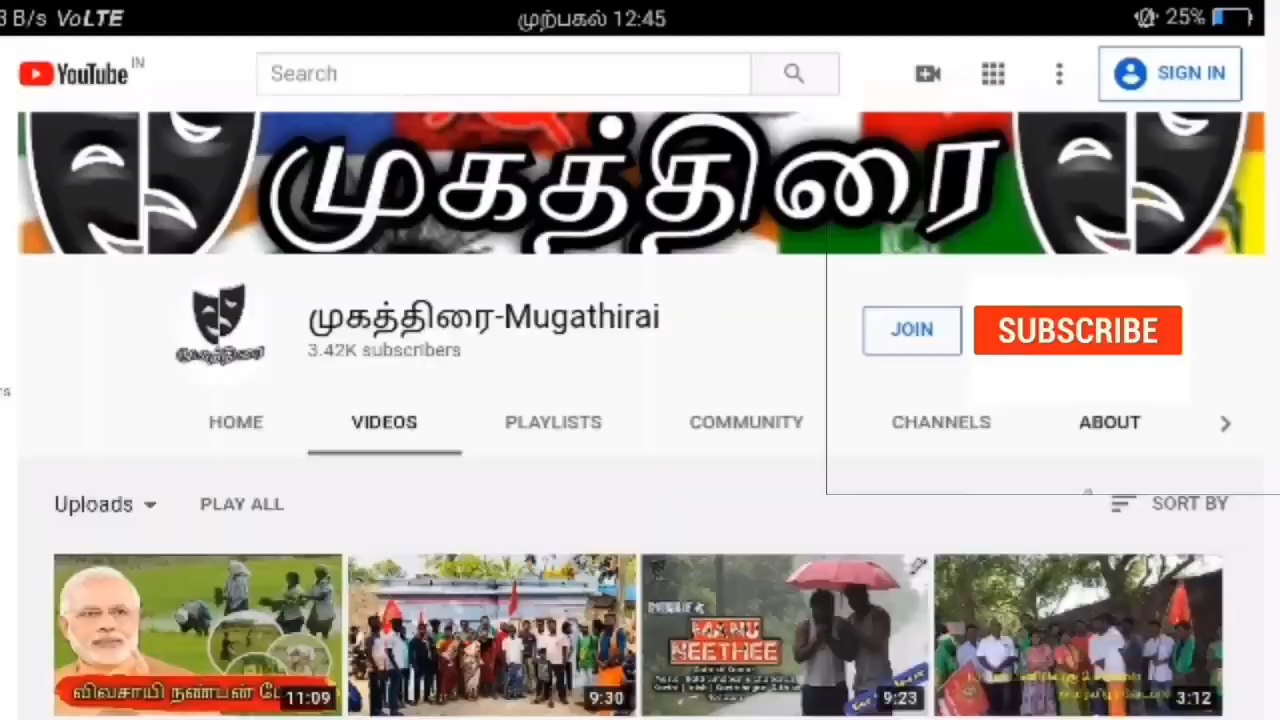 3 B/s VoLTE
முற்பகல் 12:45
25%
YouTube IN
Search
SIGN IN
முகத்திரை
முகத்திரை
முகத்திரை-Mugathirai
3.42K subscribers
JOIN
SUBSCRIBE
HOME
VIDEOS
PLAYLISTS
COMMUNITY
CHANNELS
ABOUT
Uploads
PLAY ALL
SORT BY
விவசாயி நண்பன்
11:09
9:30
MANU
NEETHEE
9:23
3:12